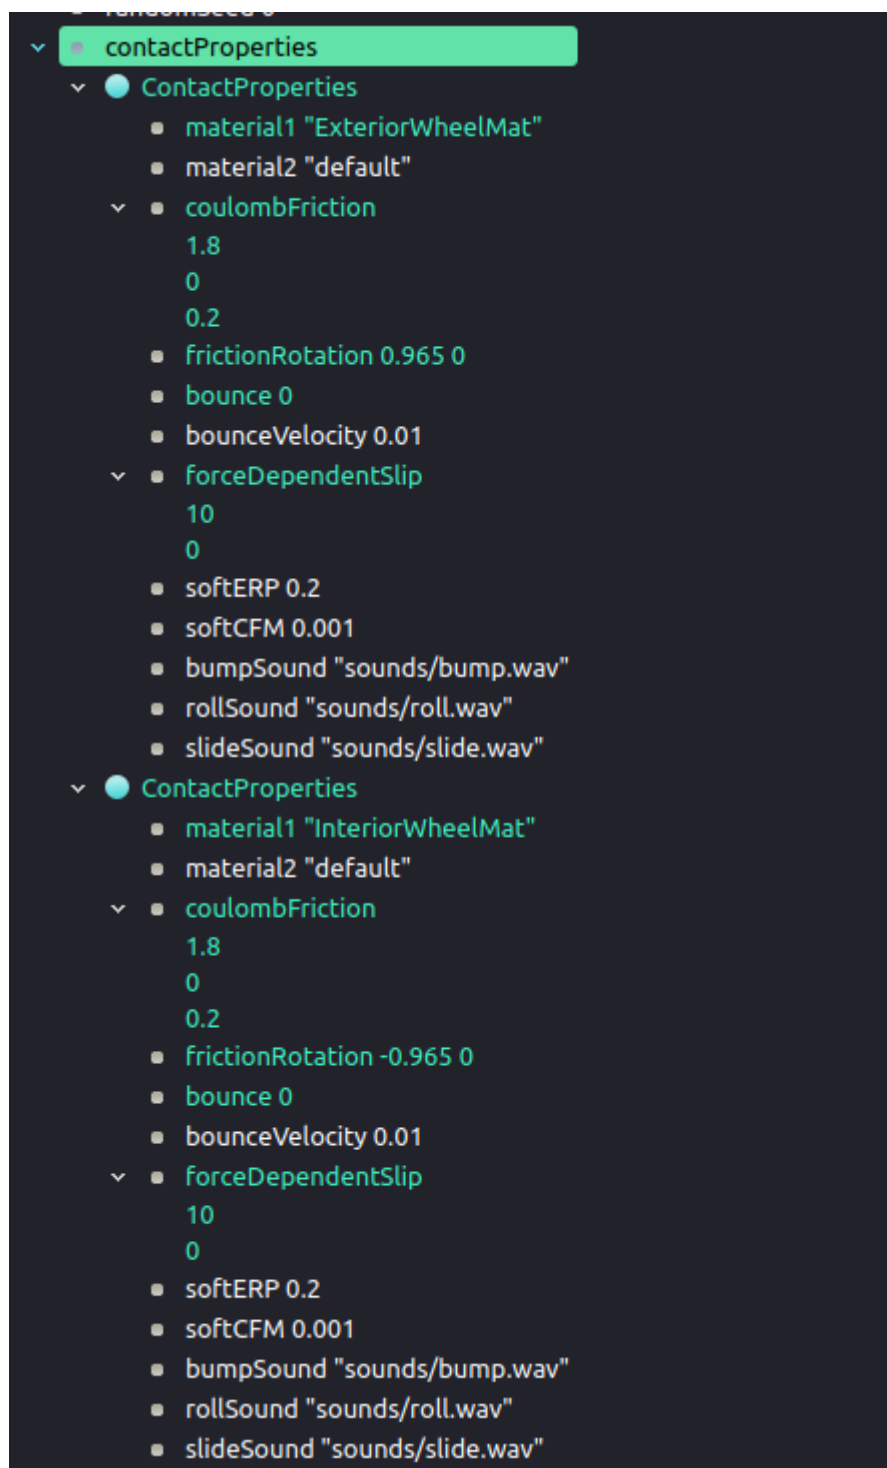 randomSeed 0
contactProperties
ContactProperties
material1 "ExteriorWheelMat"
material2 "default"
coulombFriction
1.8
0
0.2
frictionRotation 0.965 0
bounce 0
bounceVelocity 0.01
forceDependentSlip
10
0
softERP 0.2
softCFM 0.001
bumpSound "sounds/bump.wav"
rollSound "sounds/roll.wav"
slideSound "sounds/slide.wav"
ContactProperties
material1 "InteriorWheelMat"
material2 "default"
coulombFriction
1.8
0
0.2
frictionRotation -0.965 0
bounce 0
bounceVelocity 0.01
forceDependentSlip
10
0
softERP 0.2
softCFM 0.001
bumpSound "sounds/bump.wav"
rollSound "sounds/roll.wav"
slideSound "sounds/slide.wav"